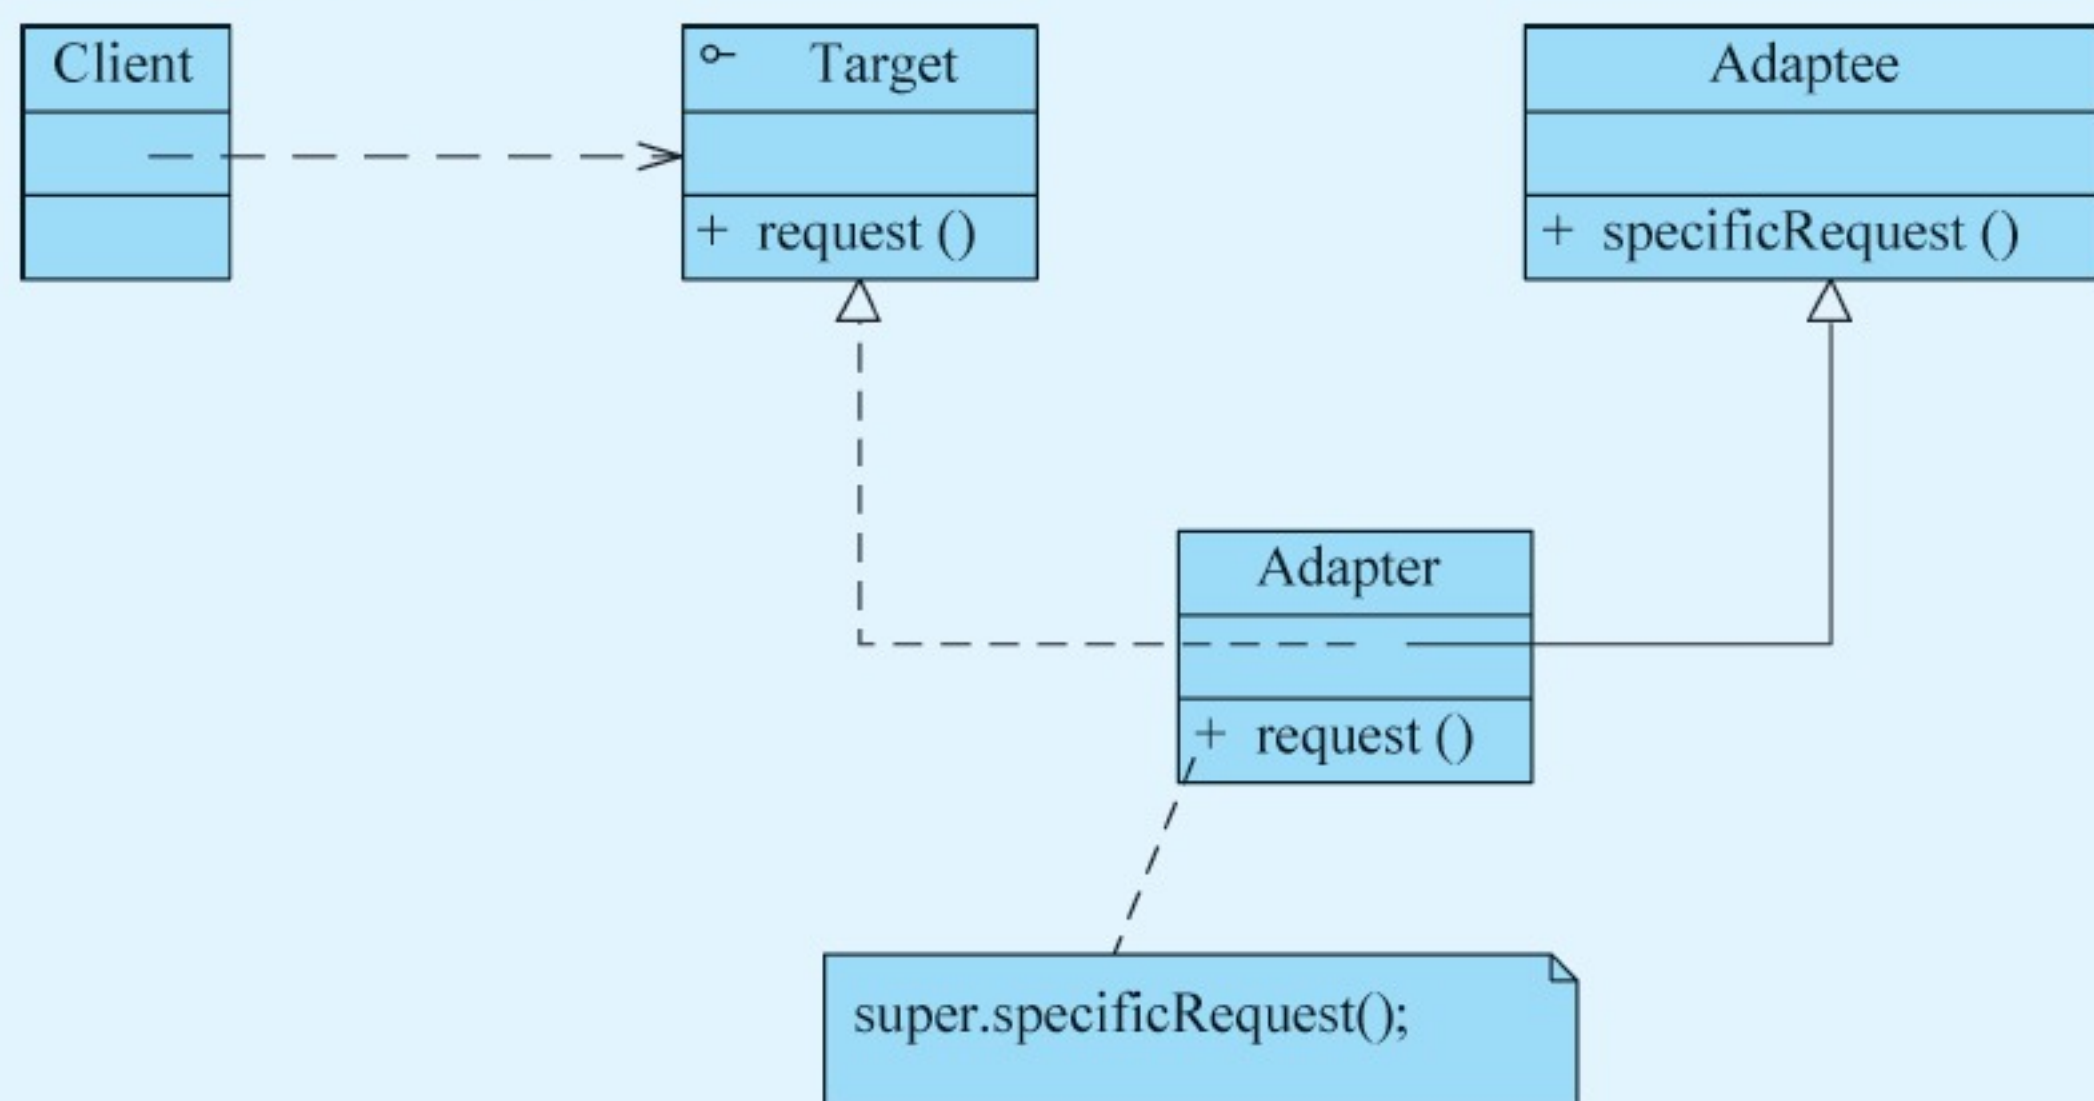 Client
Target
+ request ()
Adaptee
+ specificRequest ()
Adapter
+ request ()
super.specificRequest();